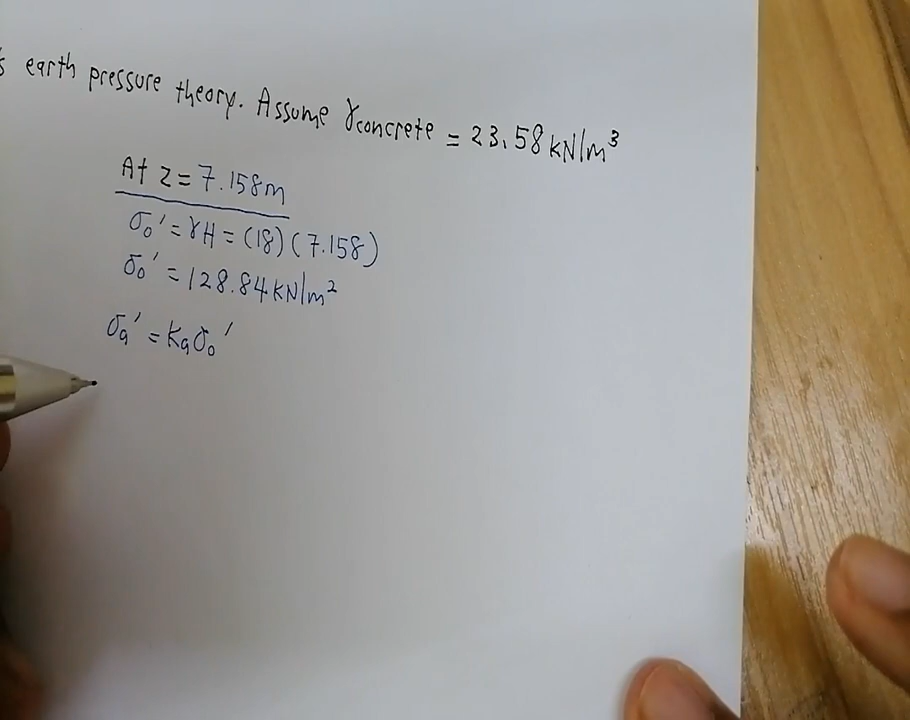 's earth pressure theory. Assume γconcrete = 23.58 kN/m³
At z = 7.158m
σo' = γH = (18)(7.158)
σo' = 128.84 kN/m²
σa' = Kaσo'